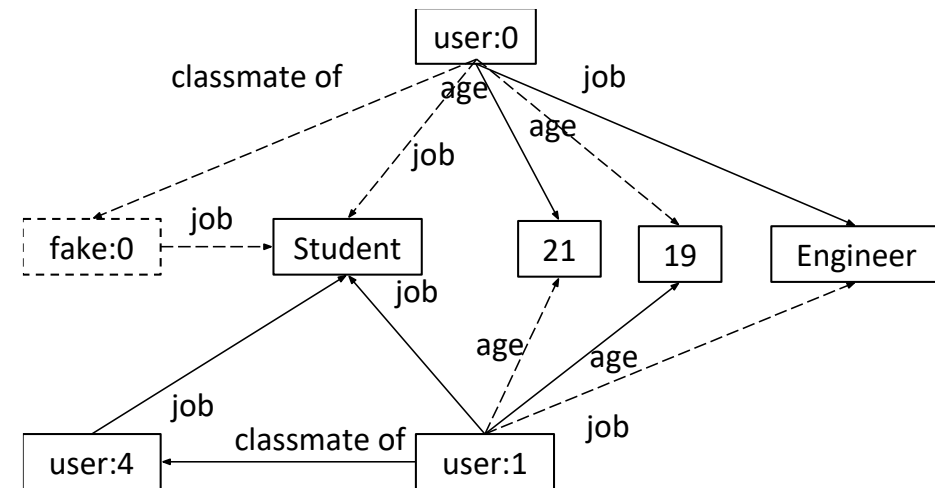 user:0
classmate of
age
job
age
job
job
fake:0
Student
21
19
Engineer
job
age
age
job
classmate of
job
user:4
user:1